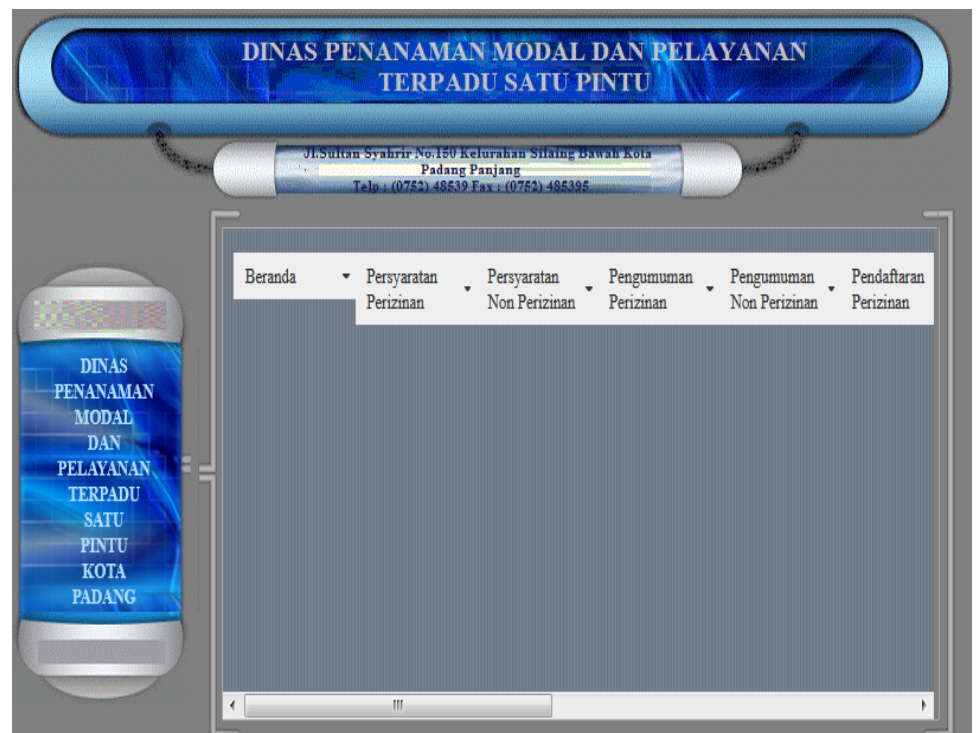 DINAS PENANAMAN MODAL DAN PELAYANAN
TERPADU SATU PINTU
Jl.Sultan Syahrir No.150 Kelurahan Silaing Bawah Kota
Padang Panjang
Telp : (0752) 48539 Fax : (0752) 485395
Beranda
Persyaratan
Perizinan
Persyaratan
Non Perizinan
Pengumuman
Perizinan
Pengumuman
Non Perizinan
Pendaftaran
Perizinan
DINAS
PENANAMAN
MODAL
DAN
PELAYANAN
TERPADU
SATU
PINTU
KOTA
PADANG